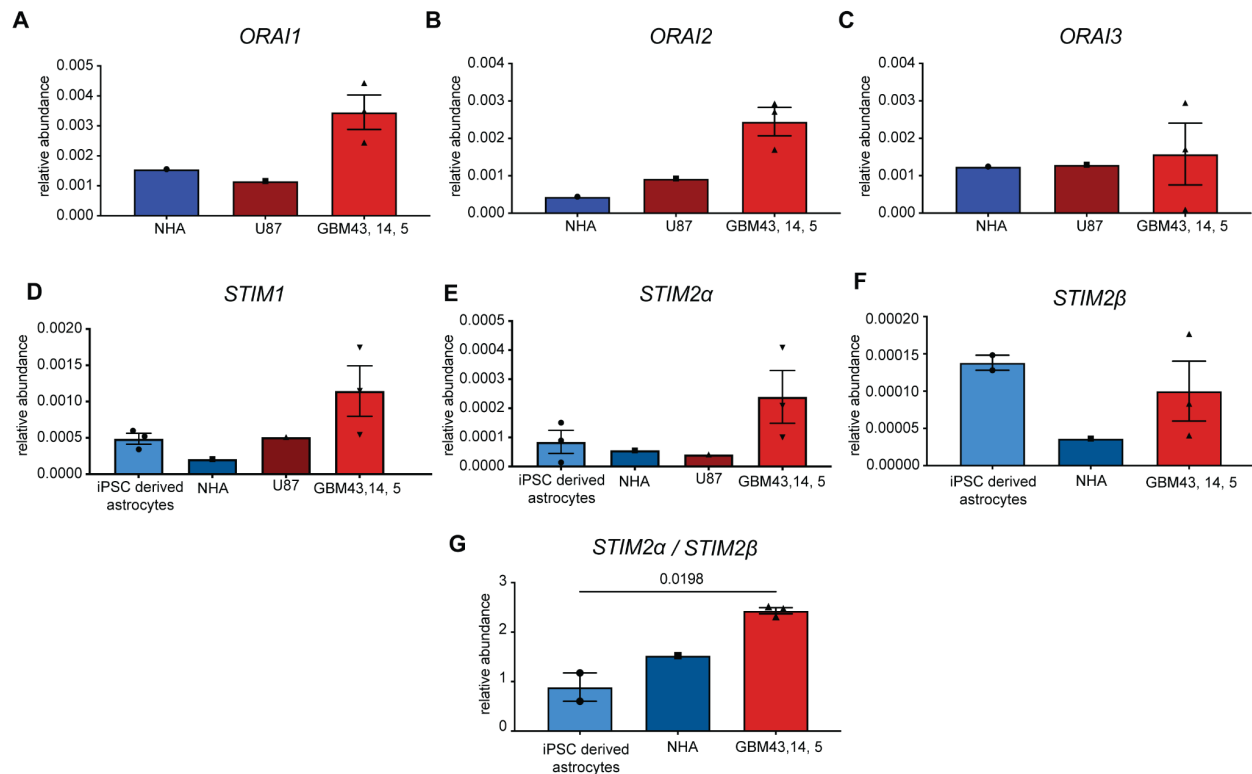 A
ORAI1
relative abundance
0.005
0.004
0.003
0.002
0.001
0.000
NHA
U87
GBM43, 14, 5
B
ORAI2
relative abundance
0.004
0.003
0.002
0.001
0.000
NHA
U87
GBM43, 14, 5
C
ORAI3
relative abundance
0.004
0.003
0.002
0.001
0.000
NHA
U87
GBM43, 14, 5
D
STIM1
relative abundance
0.0020
0.0015
0.0010
0.0005
0.0000
iPSC derived
astrocytes
NHA
U87
GBM43,14, 5
E
STIM2α
relative abundance
0.0005
0.0004
0.0003
0.0002
0.0001
0.0000
iPSC derived
astrocytes
NHA
U87
GBM43,14, 5
F
STIM2β
relative abundance
0.00020
0.00015
0.00010
0.00005
0.00000
iPSC derived
astrocytes
NHA
GBM43, 14, 5
G
STIM2α / STIM2β
relative abundance
3
2
1
0
0.0198
iPSC derived
astrocytes
NHA
GBM43,14, 5